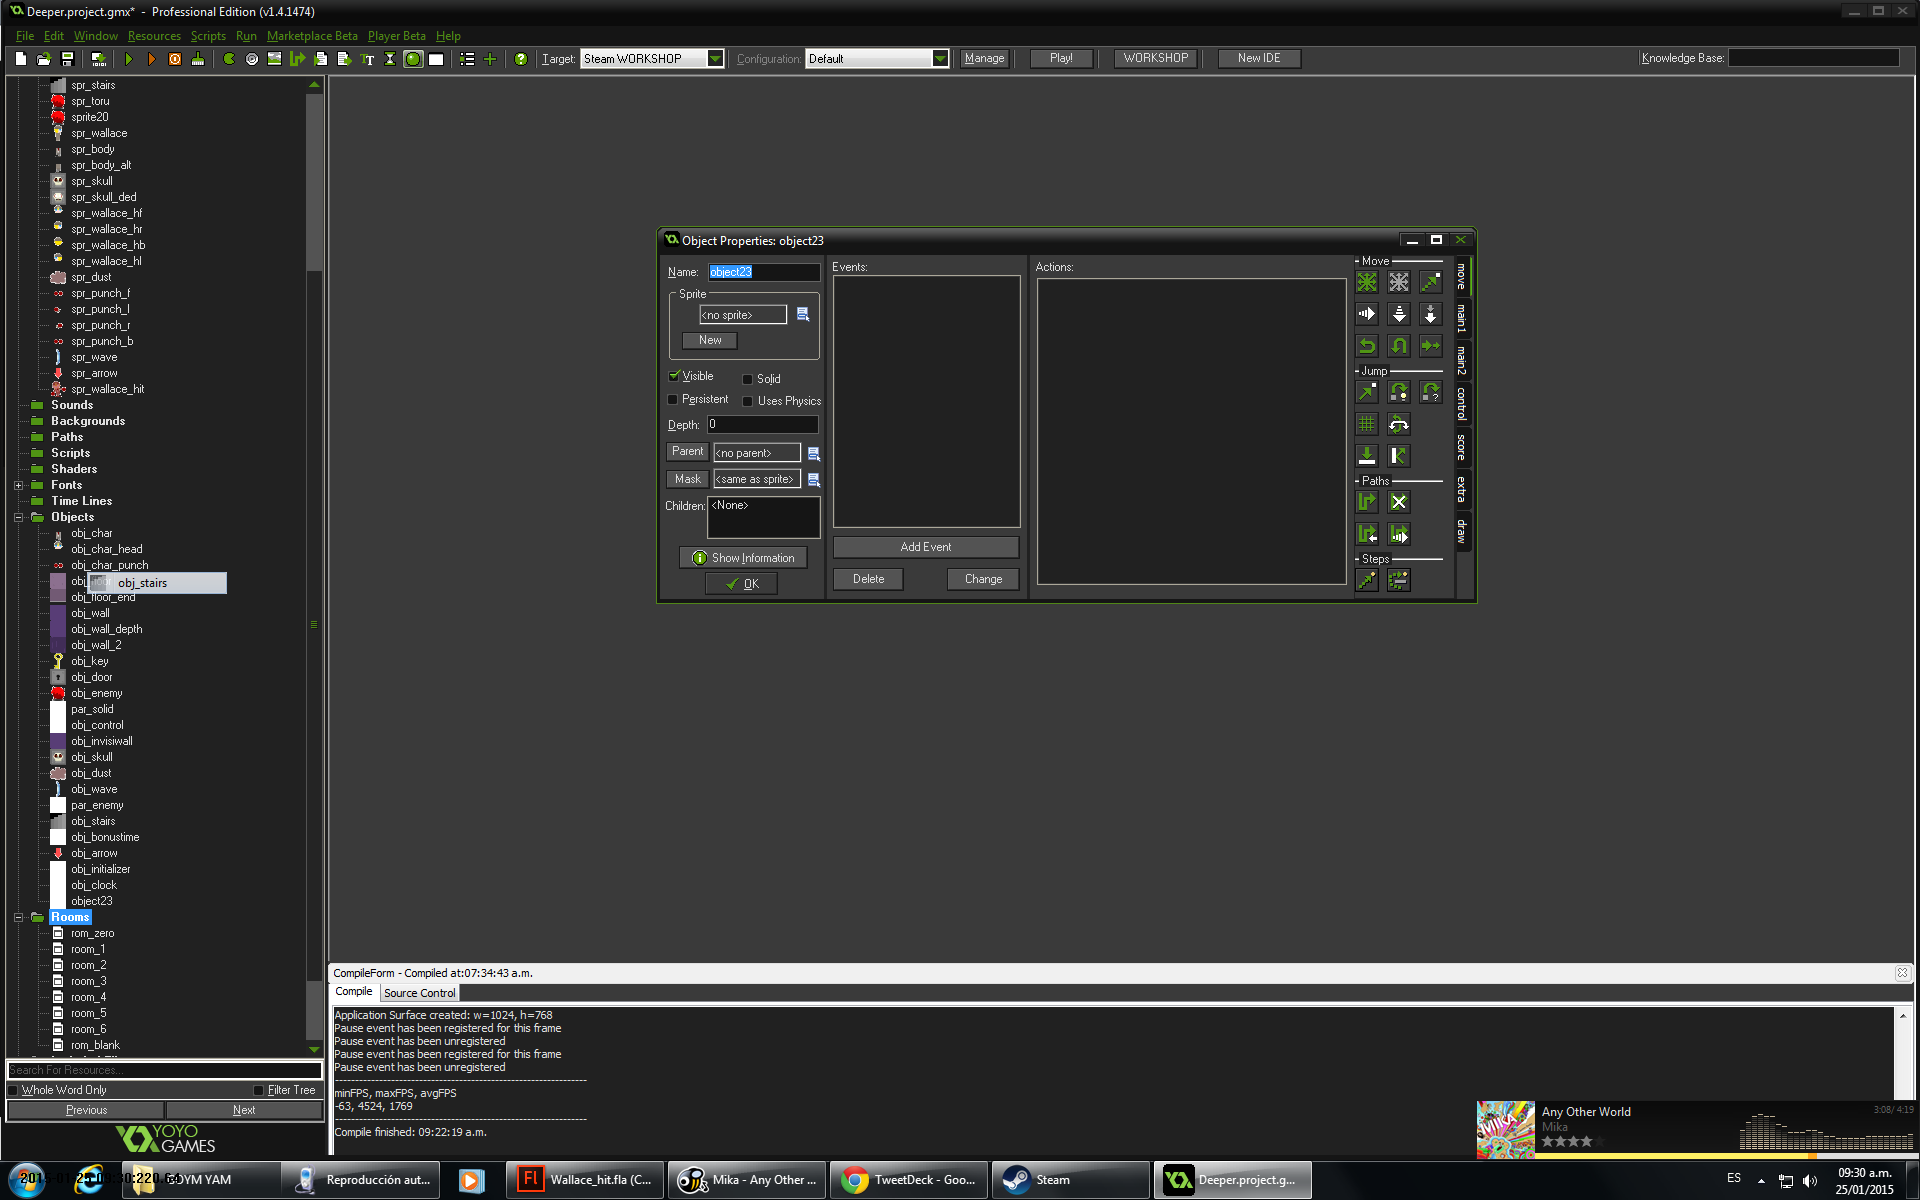 Deeper.project.gmx* - Professional Edition (v1.4.1474)
File Edit Window Resources Scripts Run Marketplace Beta Player Beta Help
Target: Steam WORKSHOP Configuration: Default Manage Play! WORKSHOP New IDE Knowledge Base:
spr_stairs
spr_toru
sprite20
spr_wallace
spr_body
spr_body_alt
spr_skull
spr_skull_ded
spr_wallace_hf
spr_wallace_hr
spr_wallace_hb
spr_wallace_hl
spr_dust
spr_punch_f
spr_punch_l
spr_punch_r
spr_punch_b
spr_wave
spr_arrow
spr_wallace_hit
Sounds
Backgrounds
Paths
Scripts
Shaders
Fonts
Time Lines
Objects
obj_char
obj_char_head
obj_char_punch
obj_stairs
obj_floor_end
obj_wall
obj_wall_depth
obj_wall_2
obj_key
obj_door
obj_enemy
par_solid
obj_control
obj_invisiwall
obj_skull
obj_dust
obj_wave
par_enemy
obj_stairs
obj_bonustime
obj_arrow
obj_initializer
obj_clock
object23
Rooms
rom_zero
room_1
room_2
room_3
room_4
room_5
room_6
rom_blank
Search For Resources...
Whole Word Only Filter Tree
Previous Next
YOYO
GAMES
Object Properties: object23
Name: object23
Sprite
<no sprite>
New
Visible Solid
Persistent Uses Physics
Depth: 0
Parent <no parent>
Mask <same as sprite>
Children: <None>
Show Information
OK
Events:
Add Event
Delete Change
Actions:
Move
Jump
Paths
Steps
move
main1
main2
control
score
extra
draw
CompileForm - Compiled at:07:34:43 a.m.
Compile Source Control
Application Surface created: w=1024, h=768
Pause event has been registered for this frame
Pause event has been unregistered
Pause event has been registered for this frame
Pause event has been unregistered
minFPS, maxFPS, avgFPS
-63, 4524, 1769
Compile finished: 09:22:19 a.m.
MIKA
Any Other World
Mika
3:08/ 4:19
YAM
Reproducción aut...
Fl Wallace_hit.fla (C...
Mika - Any Other ...
TweetDeck - Goo...
Steam
Deeper.project.g...
ES
09:30 a.m.
25/01/2015